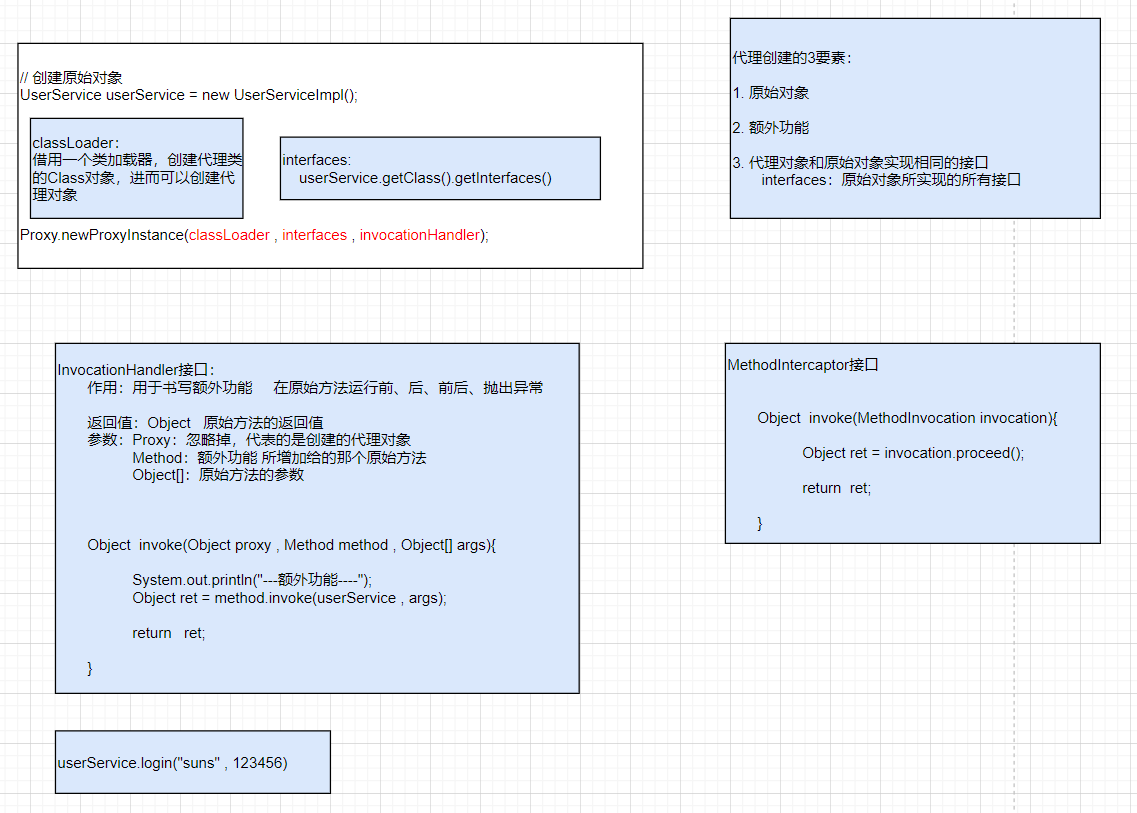 // 创建原始对象
UserService userService = new UserServiceImpl();
classLoader：
借用一个类加载器，创建代理类
的Class对象，进而可以创建代
理对象
interfaces:
userService.getClass().getInterfaces()
Proxy.newProxyInstance(classLoader , interfaces , invocationHandler);
代理创建的3要素：
1. 原始对象
2. 额外功能
3. 代理对象和原始对象实现相同的接口
interfaces：原始对象所实现的所有接口
InvocationHandler接口：
作用：用于书写额外功能 在原始方法运行前、后、前后、抛出异常
返回值：Object 原始方法的返回值
参数：Proxy：忽略掉，代表的是创建的代理对象
Method：额外功能 所增加给的那个原始方法
Object[]：原始方法的参数
Object invoke(Object proxy , Method method , Object[] args){
System.out.println("---额外功能----");
Object ret = method.invoke(userService , args);
return ret;
}
MethodIntercaptor接口
Object invoke(MethodInvocation invocation){
Object ret = invocation.proceed();
return ret;
}
userService.login("suns" , 123456)